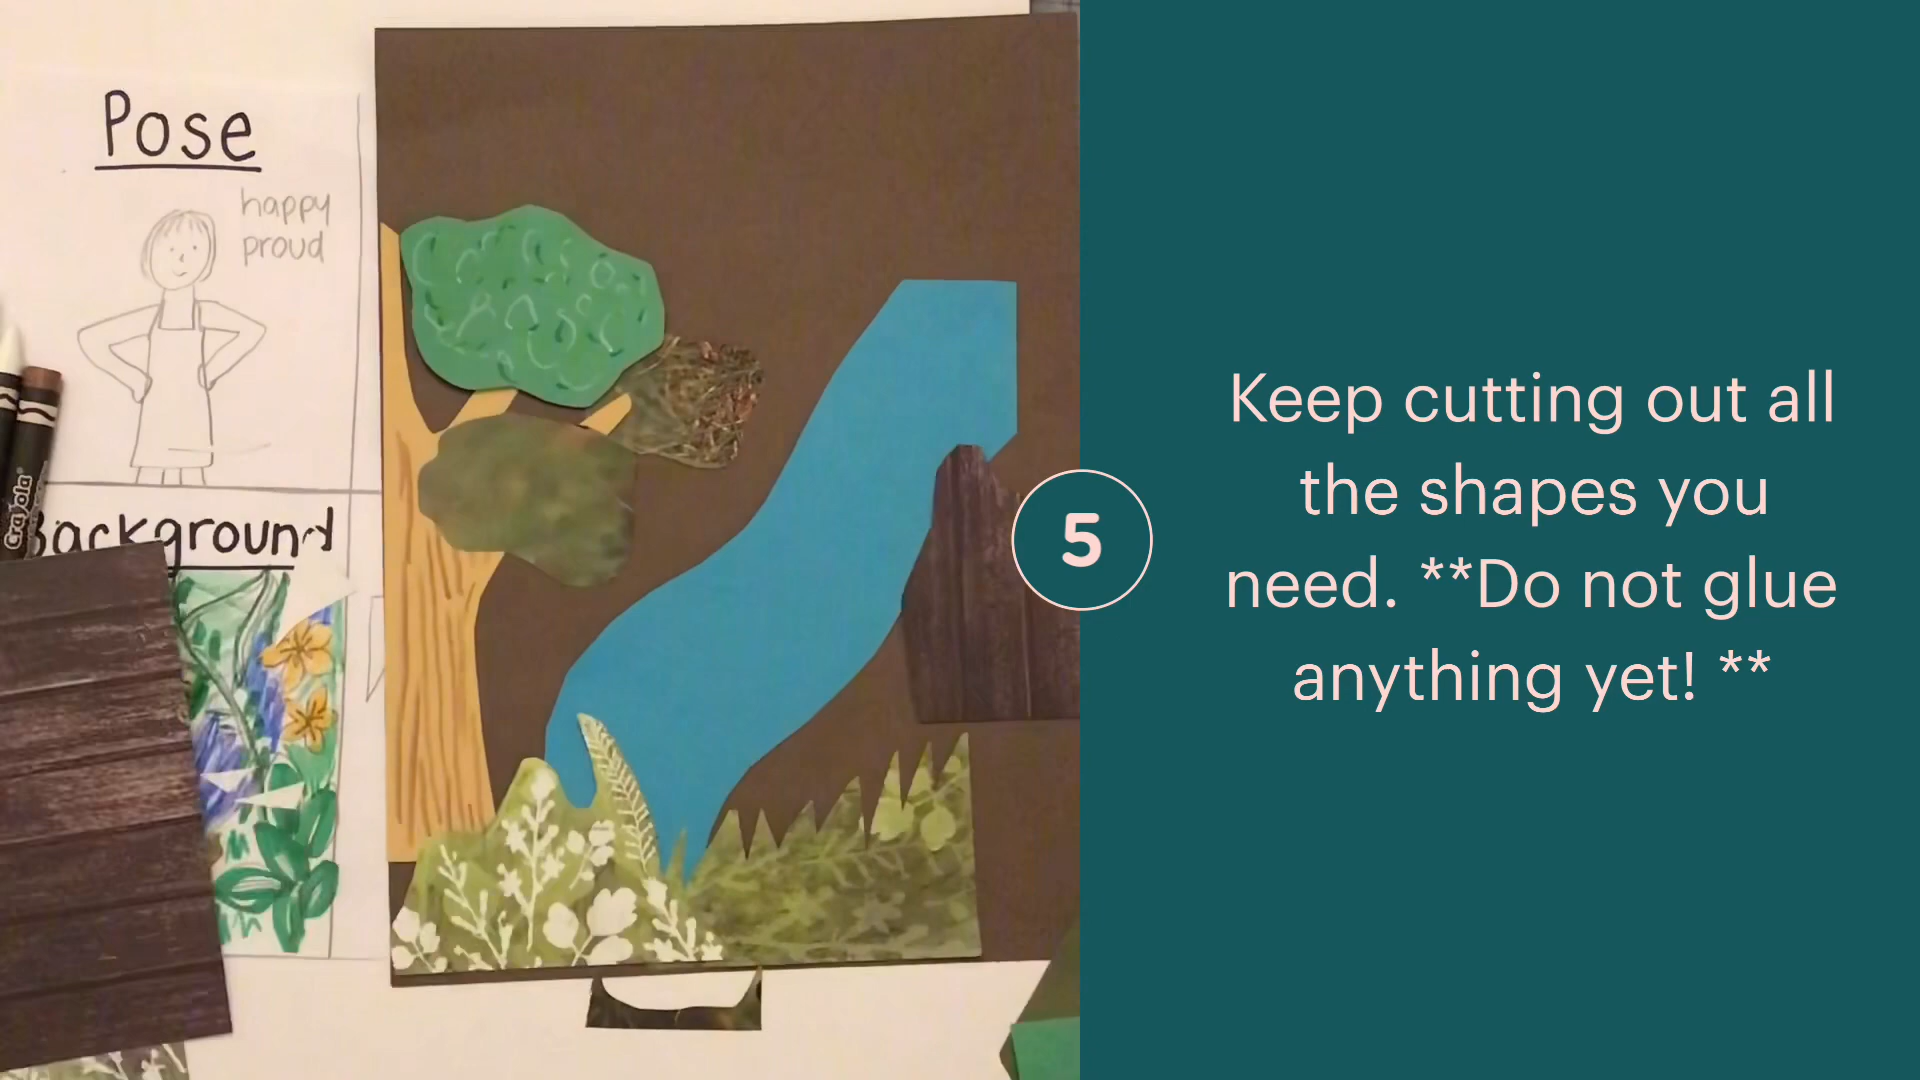 Pose
happy
proud
Crayola
Background
5
Keep cutting out all
the shapes you
need. **Do not glue
anything yet! **